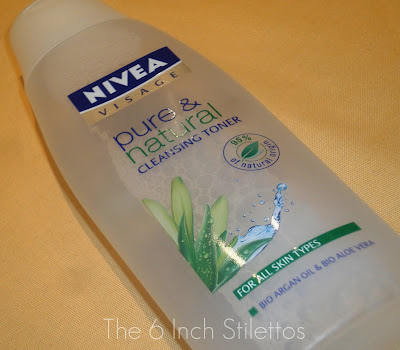 NIVEA
VISAGE
pure &
natural
CLEANSING TONER
95%
of natural origin
FOR ALL SKIN TYPES
BIO ARGAN OIL & BIO ALOE VERA
The 6 Inch Stilettos